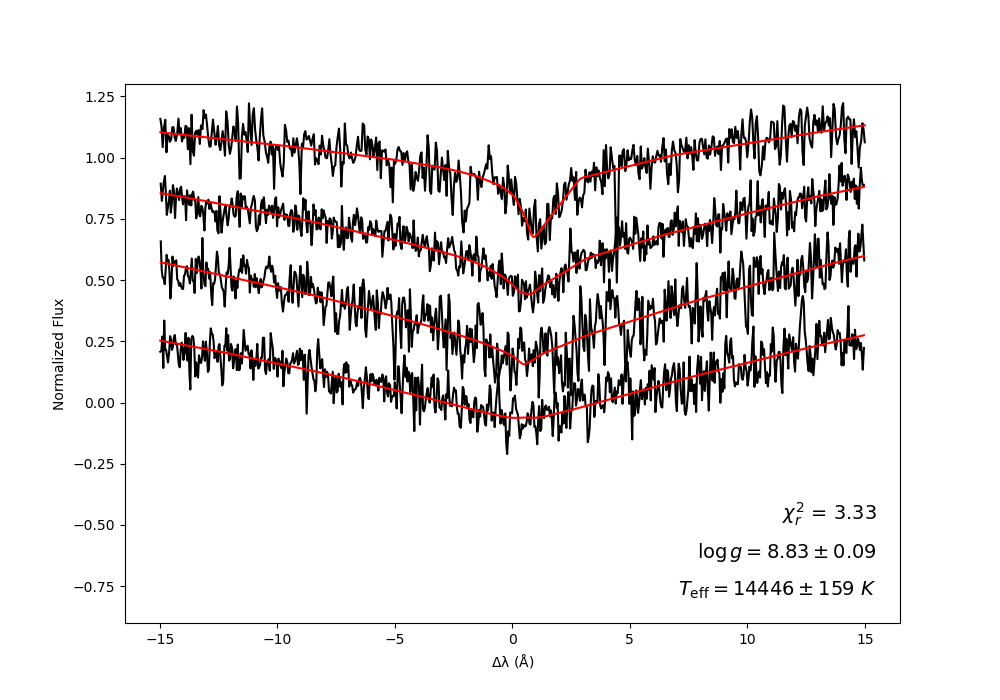 1.25
1.00
0.75
0.50
0.25
0.00
−0.25
−0.50
−0.75
Normalized Flux
χ²ᵣ = 3.33
log g = 8.83 ± 0.09
T_eff = 14446 ± 159 K
−15 −10 −5 0 5 10 15
Δλ (Å)